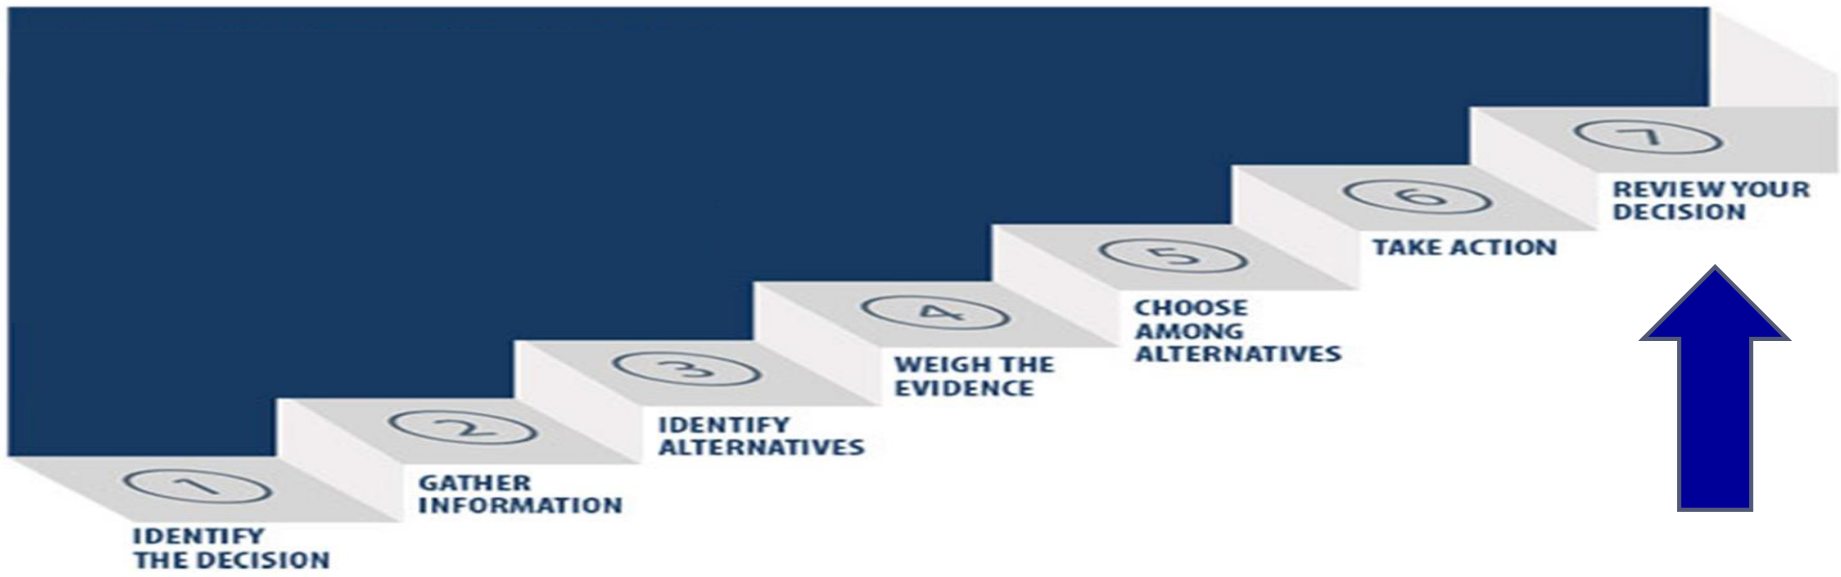 1
IDENTIFY
THE DECISION
2
GATHER
INFORMATION
3
IDENTIFY
ALTERNATIVES
4
WEIGH THE
EVIDENCE
5
CHOOSE
AMONG
ALTERNATIVES
6
TAKE ACTION
7
REVIEW YOUR
DECISION